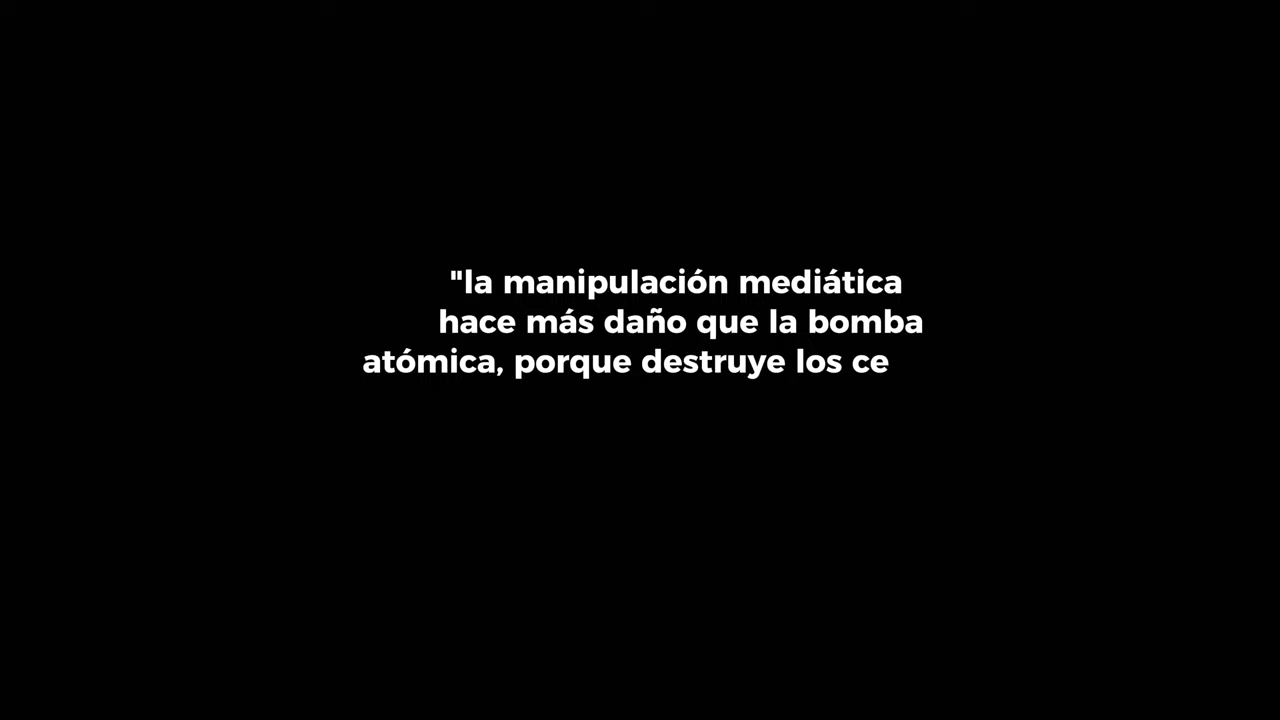 "la manipulación mediática
hace más daño que la bomba
atómica, porque destruye los ce